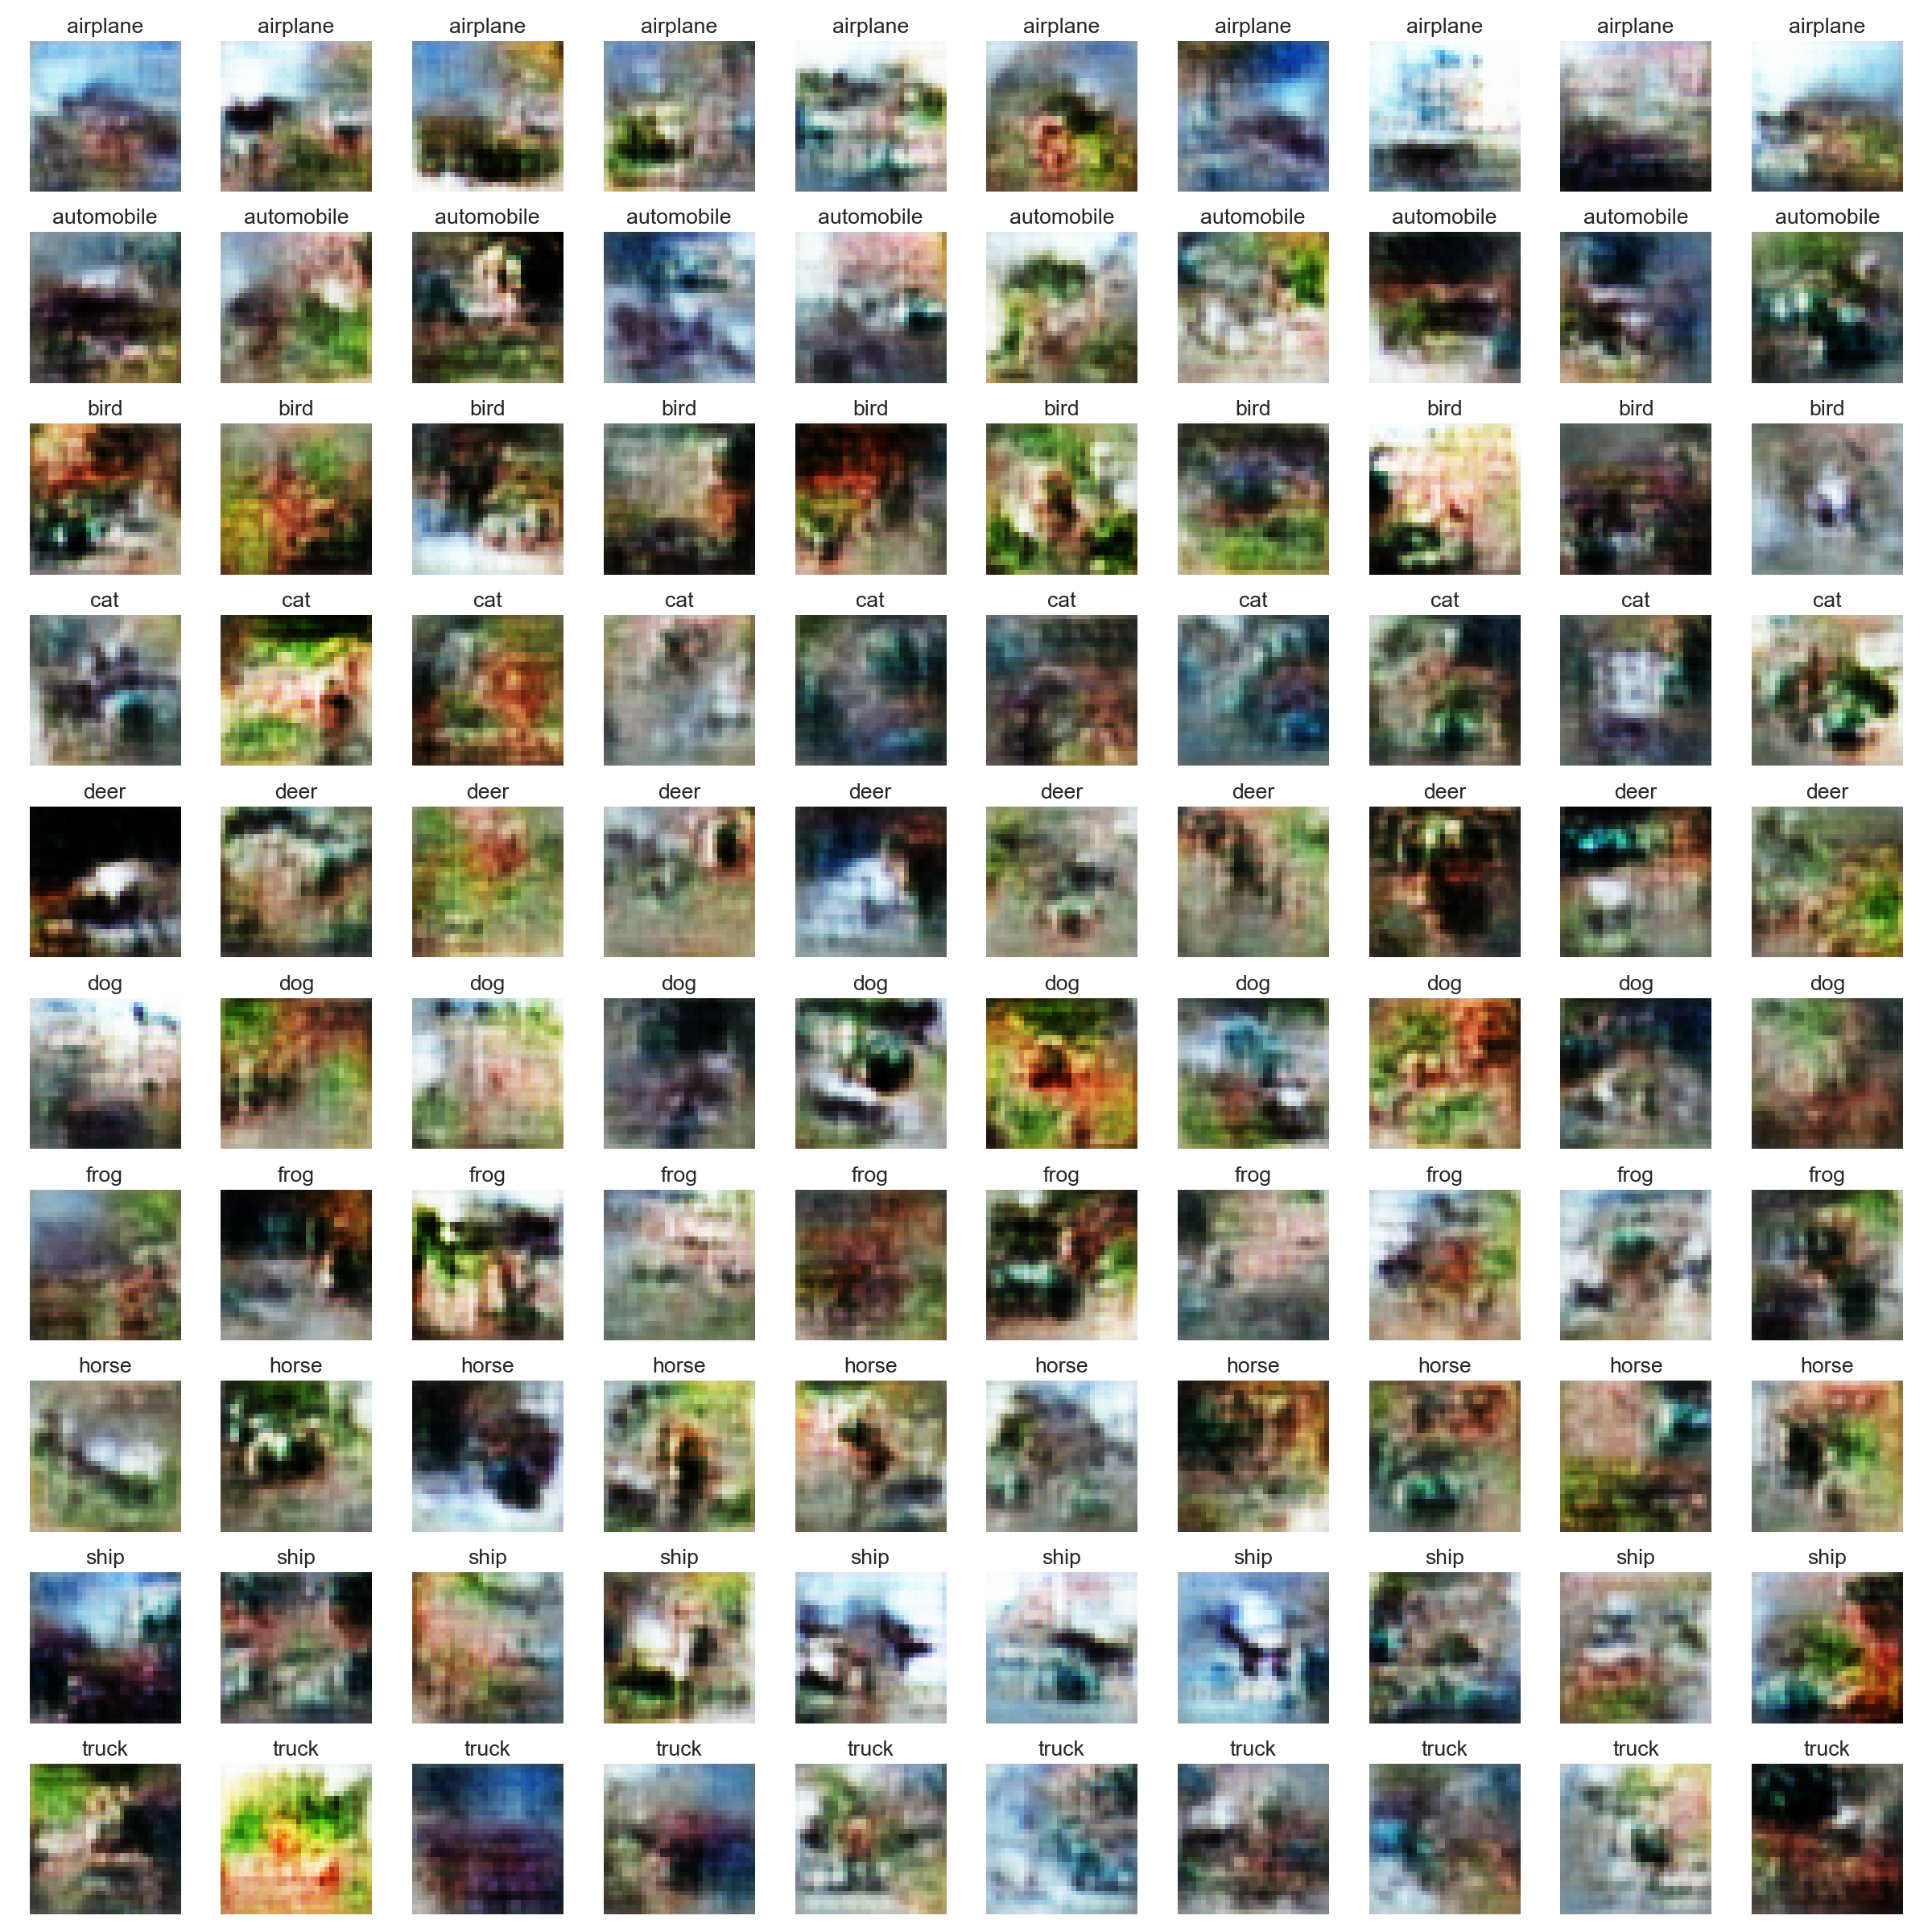 airplane airplane airplane airplane airplane airplane airplane airplane airplane airplane
automobile automobile automobile automobile automobile automobile automobile automobile automobile automobile
bird bird bird bird bird bird bird bird bird bird
cat cat cat cat cat cat cat cat cat cat
deer deer deer deer deer deer deer deer deer deer
dog dog dog dog dog dog dog dog dog dog
frog frog frog frog frog frog frog frog frog frog
horse horse horse horse horse horse horse horse horse horse
ship ship ship ship ship ship ship ship ship ship
truck truck truck truck truck truck truck truck truck truck